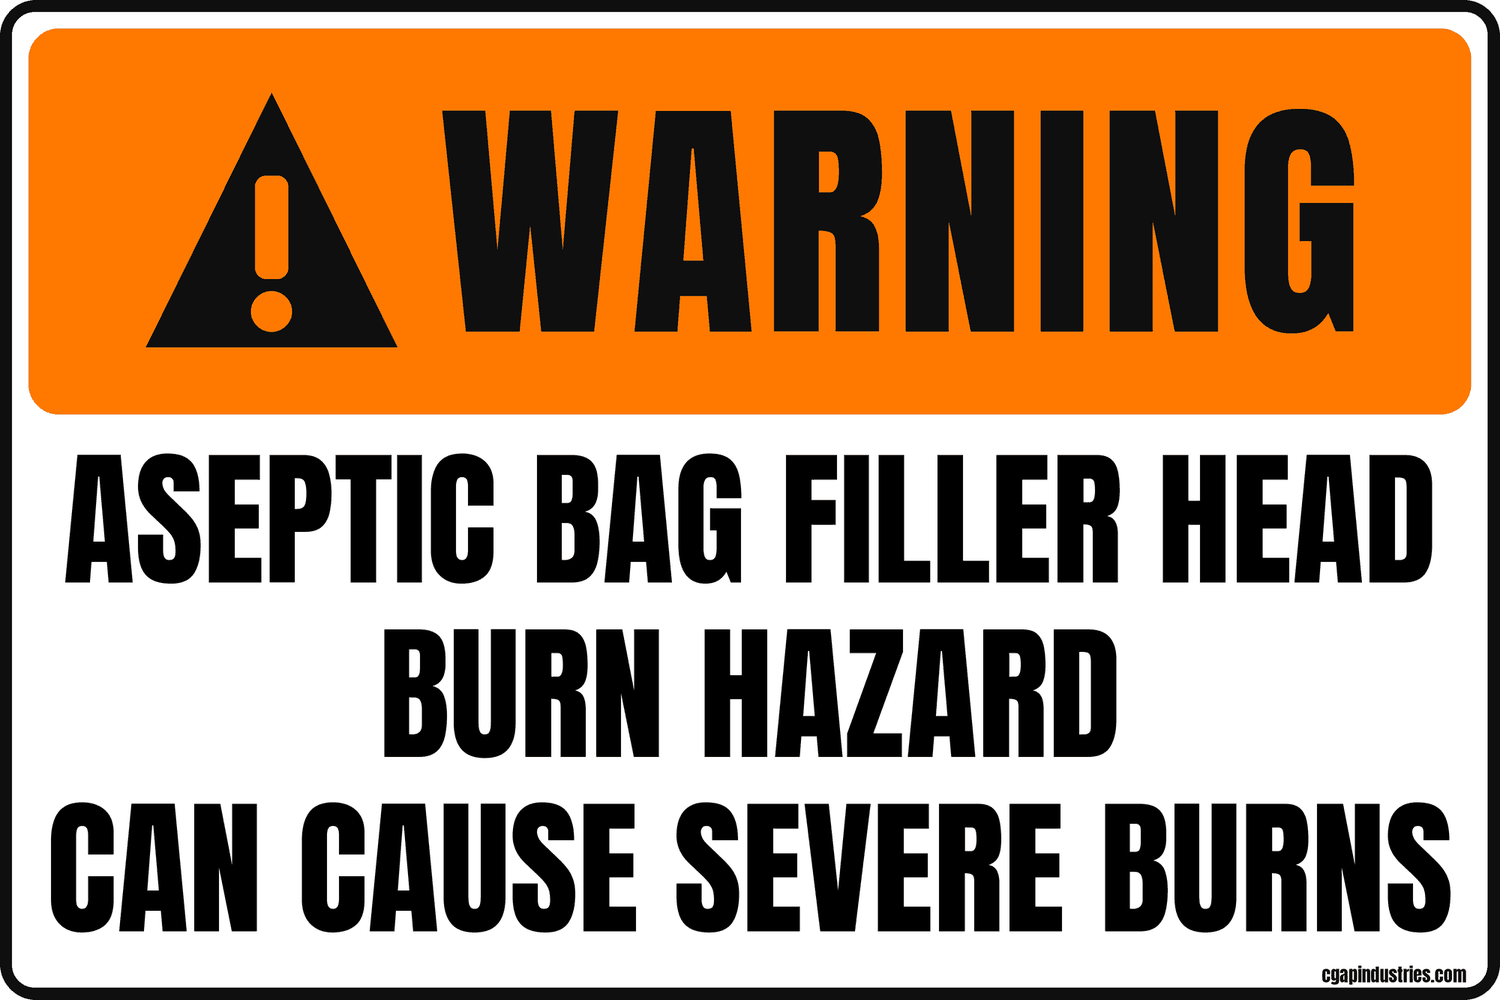 WARNING
ASEPTIC BAG FILLER HEAD
BURN HAZARD
CAN CAUSE SEVERE BURNS
cgapindustries.com